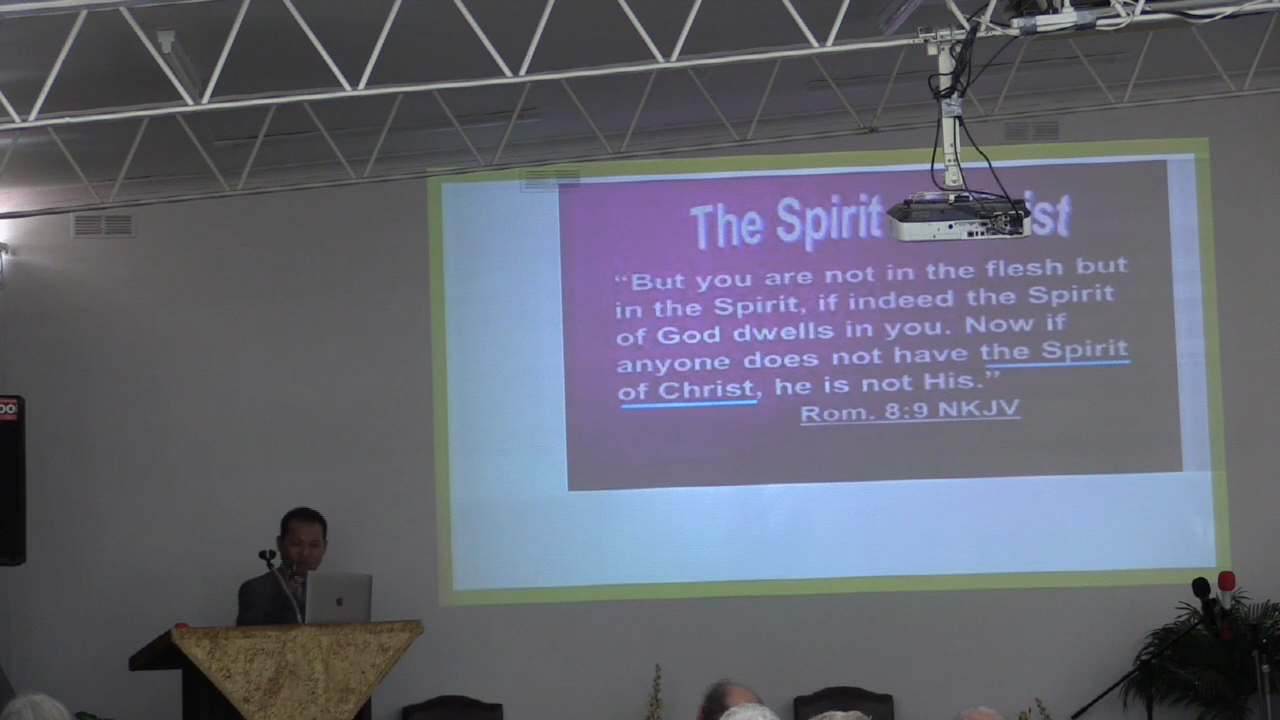 The Spirit ist
“But you are not in the flesh but
in the Spirit, if indeed the Spirit
of God dwells in you. Now if
anyone does not have the Spirit
of Christ, he is not His.”
Rom. 8:9 NKJV